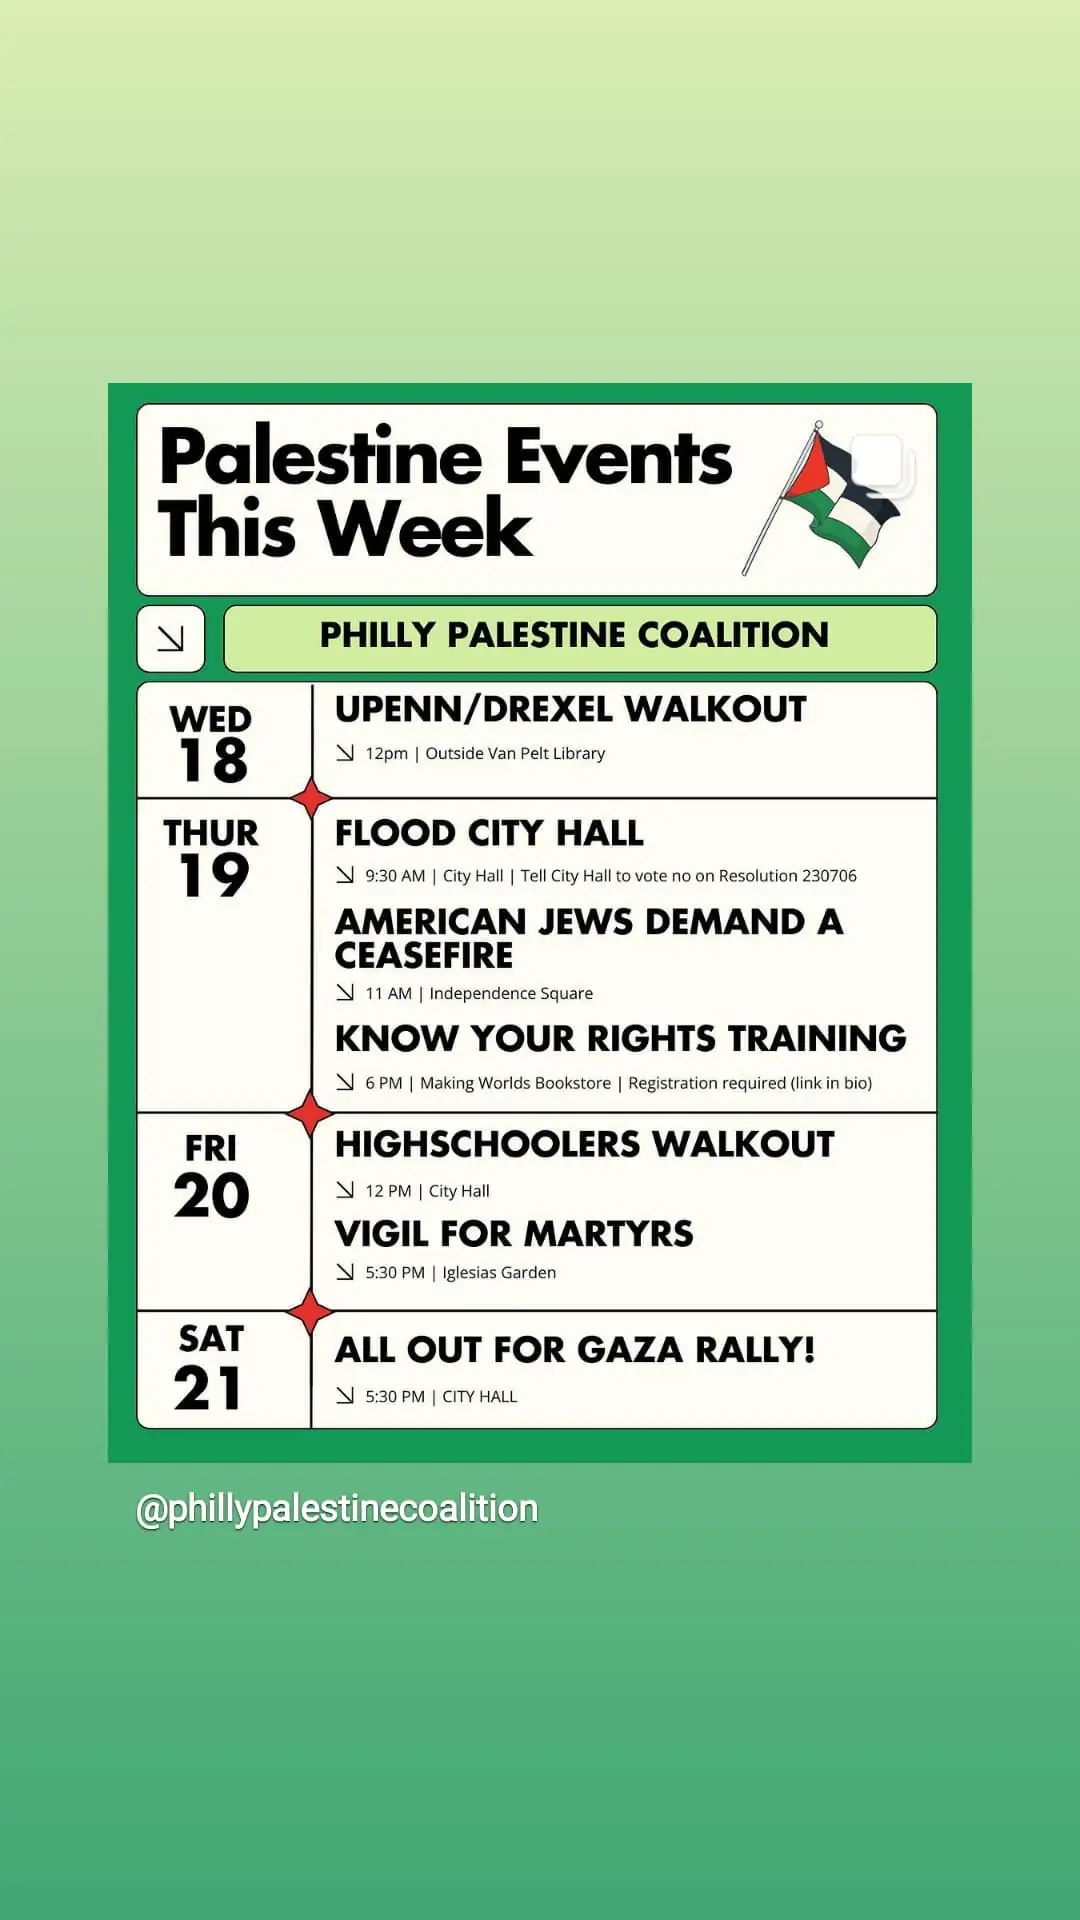 Palestine Events
This Week
PHILLY PALESTINE COALITION
WED
18
UPENN/DREXEL WALKOUT
12pm | Outside Van Pelt Library
THUR
19
FLOOD CITY HALL
9:30 AM | City Hall | Tell City Hall to vote no on Resolution 230706
AMERICAN JEWS DEMAND A
CEASEFIRE
11 AM | Independence Square
KNOW YOUR RIGHTS TRAINING
6 PM | Making Worlds Bookstore | Registration required (link in bio)
FRI
20
HIGHSCHOOLERS WALKOUT
12 PM | City Hall
VIGIL FOR MARTYRS
5:30 PM | Iglesias Garden
SAT
21
ALL OUT FOR GAZA RALLY!
5:30 PM | CITY HALL
@phillypalestinecoalition